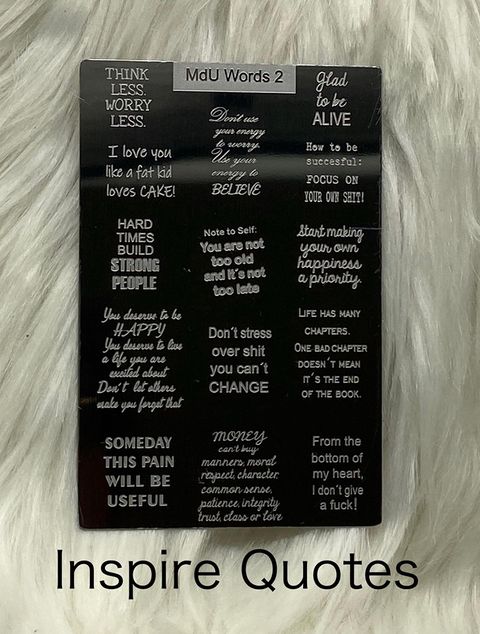 MdU Words 2
THINK
LESS.
WORRY
LESS.
Don't use
your energy
to worry.
Use your
energy to
BELIEVE
glad
to be
ALIVE
I love you
like a fat kid
loves CAKE!
How to be
succesful:
FOCUS ON
YOUR OWN SHIT!
HARD
TIMES
BUILD
STRONG
PEOPLE
Note to Self:
You are not
too old
and it's not
too late
Start making
your own
happiness
a priority.
You deserve to be
HAPPY
You deserve to live
a life you are
excited about
Don't let others
make you forget that
Don´t stress
over shit
you can´t
CHANGE
LIFE HAS MANY
CHAPTERS.
ONE BAD CHAPTER
DOESN´T MEAN
IT´S THE END
OF THE BOOK.
SOMEDAY
THIS PAIN
WILL BE
USEFUL
MONEY
can't buy
manners, moral
respect, character,
common sense,
patience, integrity
trust, class or love
From the
bottom of
my heart,
I don´t give
a fuck!
Inspire Quotes